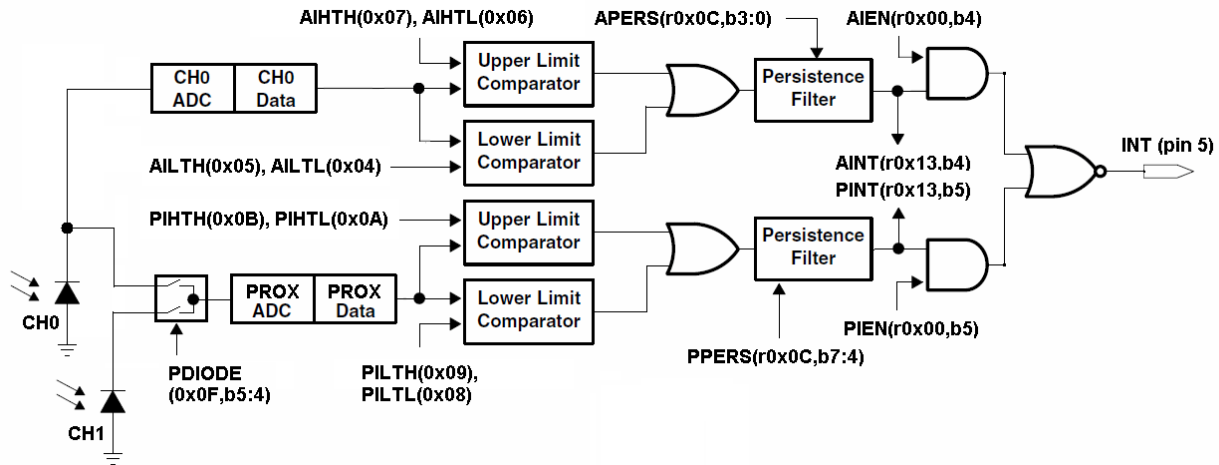 AIHTH(0x07), AIHTL(0x06)
APERS(r0x0C,b3:0)
AIEN(r0x00,b4)
CH0
ADC
CH0
Data
Upper Limit
Comparator
Persistence
Filter
Lower Limit
Comparator
AILTH(0x05), AILTL(0x04)
AINT(r0x13,b4)
PINT(r0x13,b5)
INT (pin 5)
PIHTH(0x0B), PIHTL(0x0A)
Upper Limit
Comparator
Persistence
Filter
PROX
ADC
PROX
Data
Lower Limit
Comparator
CH0
PIEN(r0x00,b5)
PPERS(r0x0C,b7:4)
PDIODE
(0x0F,b5:4)
PILTH(0x09),
PILTL(0x08)
CH1